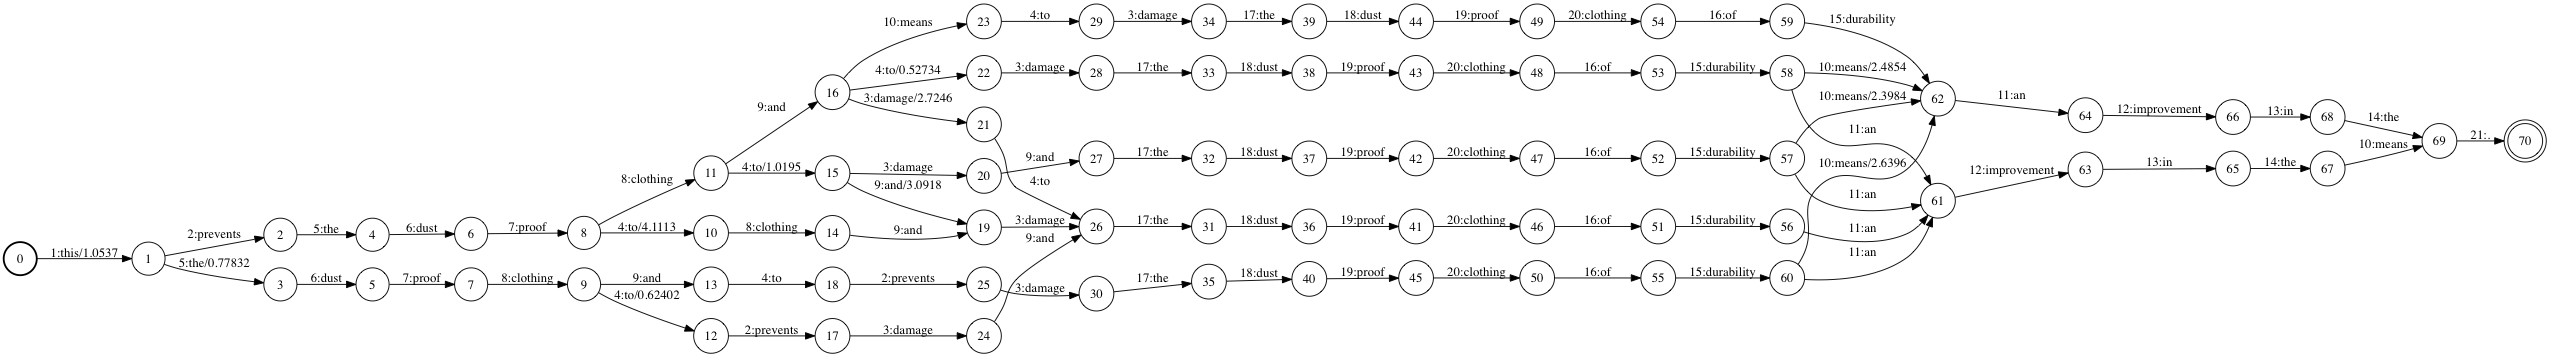 10:means 23 4:to 29 3:damage 34 17:the 39 18:dust 44 19:proof 49 20:clothing 54 16:of 59 15:durability
16 4:to/0.52734 22 3:damage 28 17:the 33 18:dust 38 19:proof 43 20:clothing 48 16:of 53 15:durability 58 10:means/2.4854
9:and 3:damage/2.7246 10:means/2.3984 62 11:an
21 64 12:improvement 66 13:in 68 14:the
11:an
9:and 27 17:the 32 18:dust 37 19:proof 42 20:clothing 47 16:of 52 15:durability 57 69 21:. 70
8:clothing 11 4:to/1.0195 15 3:damage 20 10:means/2.6396 12:improvement 63 13:in 65 14:the 67 10:means
9:and/3.0918 4:to 11:an 61
2:prevents 2 5:the 4 6:dust 6 7:proof 8 4:to/4.1113 10 8:clothing 14 9:and 19 3:damage 26 17:the 31 18:dust 36 19:proof 41 20:clothing 46 16:of 51 15:durability 56 11:an
0 1:this/1.0537 1 9:and 11:an
5:the/0.77832 3 6:dust 5 7:proof 7 8:clothing 9 9:and 13 4:to 18 2:prevents 25 3:damage 30 17:the 35 18:dust 40 19:proof 45 20:clothing 50 16:of 55 15:durability 60
4:to/0.62402
12 2:prevents 17 3:damage 24